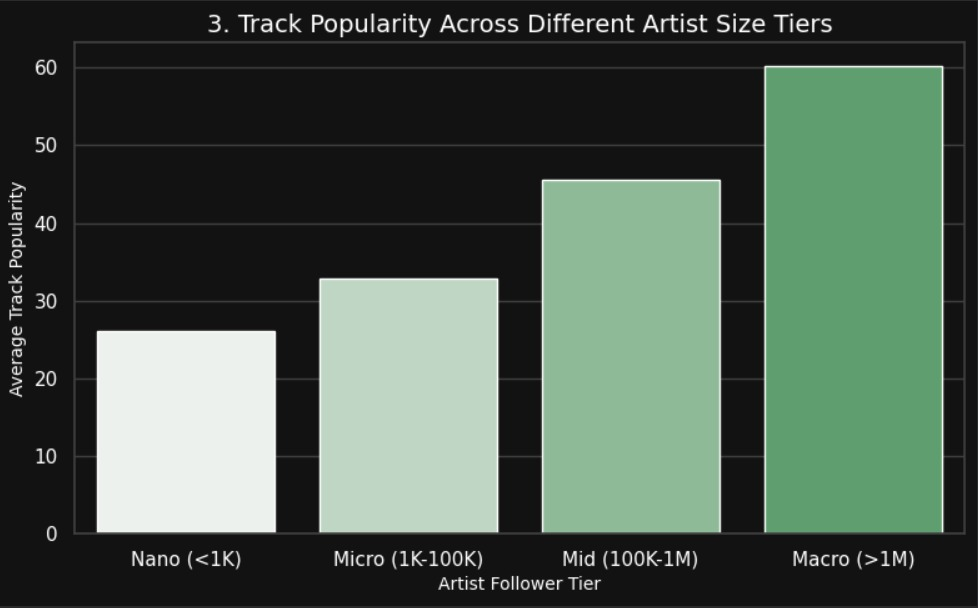 3. Track Popularity Across Different Artist Size Tiers
Average Track Popularity
60
50
40
30
20
10
0
Nano (<1K)
Micro (1K-100K)
Mid (100K-1M)
Macro (>1M)
Artist Follower Tier